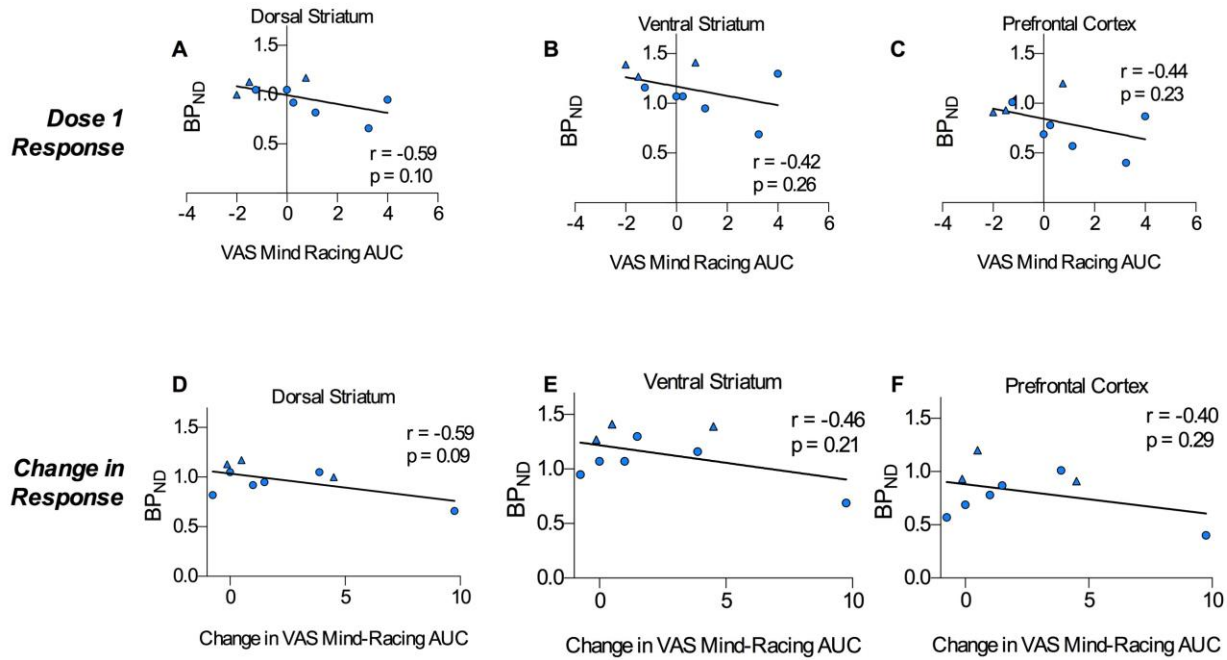 Dose 1
Response
A
Dorsal Striatum
1.5
1.0
0.5
BPND
r = -0.59
p = 0.10
-4 -2 0 2 4 6
VAS Mind Racing AUC
B
Ventral Striatum
1.5
1.0
0.5
BPND
r = -0.42
p = 0.26
-4 -2 0 2 4 6
VAS Mind Racing AUC
C
Prefrontal Cortex
1.5
1.0
0.5
BPND
r = -0.44
p = 0.23
-4 -2 0 2 4 6
VAS Mind Racing AUC
Change in
Response
D
Dorsal Striatum
1.5
1.0
0.5
0.0
BPND
r = -0.59
p = 0.09
0 5 10
Change in VAS Mind-Racing AUC
E
Ventral Striatum
1.5
1.0
0.5
0.0
BPND
r = -0.46
p = 0.21
0 5 10
Change in VAS Mind-Racing AUC
F
Prefrontal Cortex
1.5
1.0
0.5
0.0
BPND
r = -0.40
p = 0.29
0 5 10
Change in VAS Mind-Racing AUC